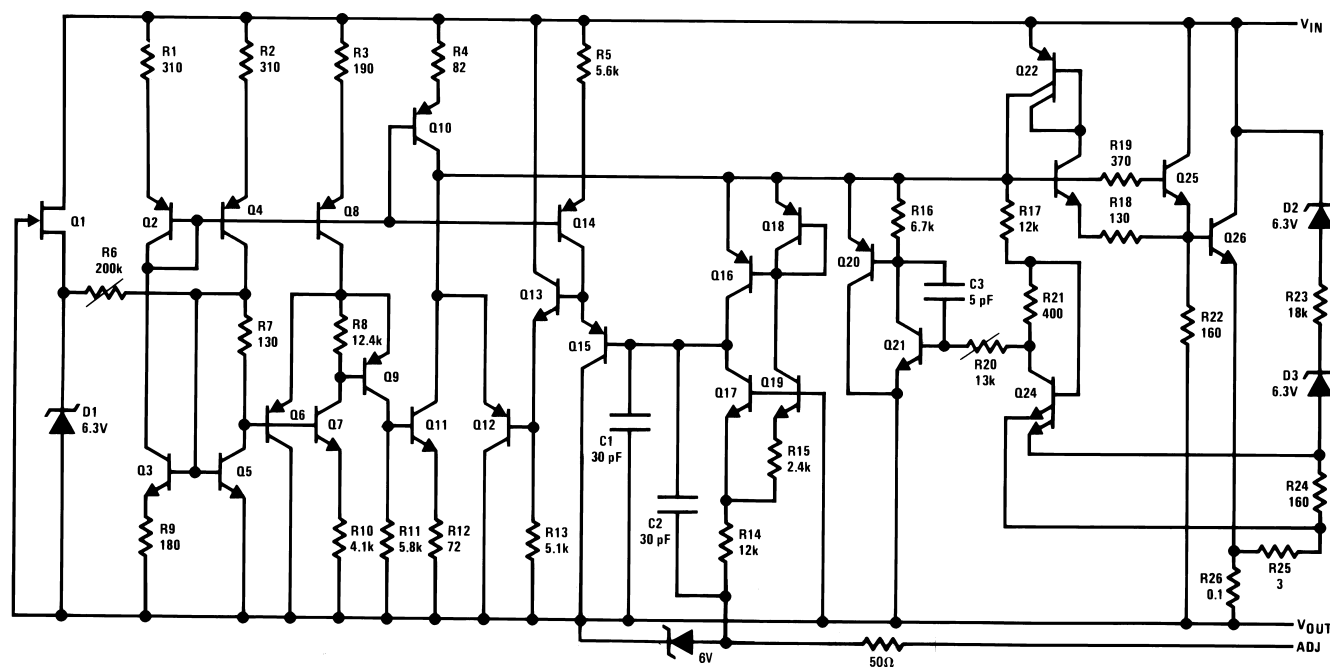 VIN
R1
310
R2
310
R3
190
R4
82
R5
5.6k
Q22
Q10
R19
370
Q25
Q1
Q2
Q4
Q8
Q14
Q18
R16
6.7k
R17
12k
R18
130
D2
6.3V
Q26
R6
200k
Q16
Q20
Q13
C3
5 pF
R7
130
R8
12.4k
Q15
R21
400
R22
160
R23
18k
Q21
R20
13k
D1
6.3V
Q9
Q17
Q19
Q24
D3
6.3V
Q6
Q7
Q11
Q12
C1
30 pF
R15
2.4k
Q3
Q5
R24
160
R9
180
R10
4.1k
R11
5.8k
R12
72
R13
5.1k
C2
30 pF
R14
12k
R25
3
R26
0.1
VOUT
ADJ
6V
50Ω